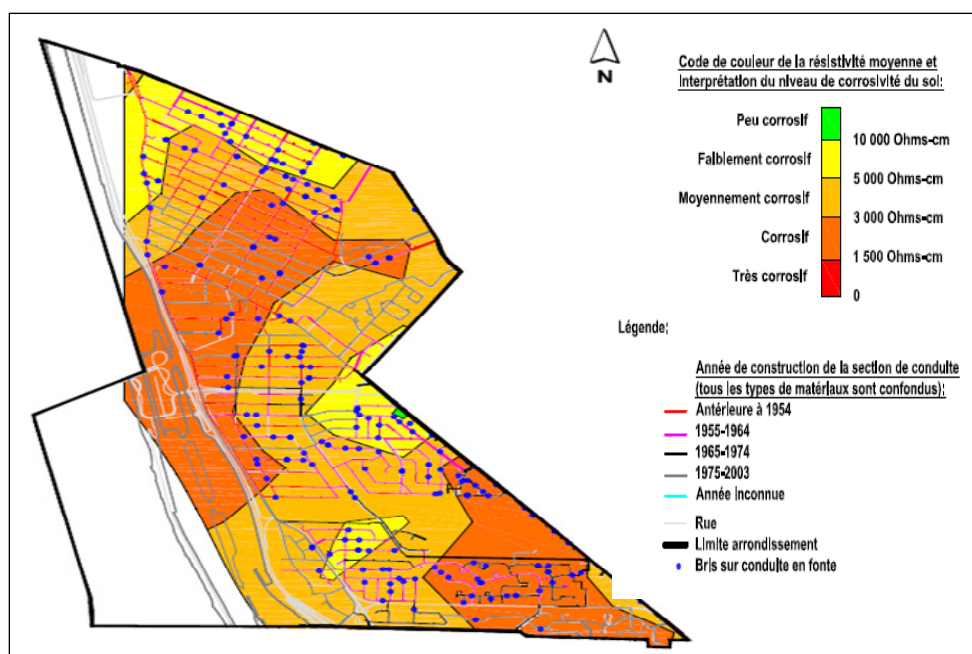 N
Code de couleur de la résistivité moyenne et
interprétation du niveau de corrosivité du sol:
Peu corrosif
10 000 Ohms-cm
Faiblement corrosif
5 000 Ohms-cm
Moyennement corrosif
3 000 Ohms-cm
Corrosif
1 500 Ohms-cm
Très corrosif
0
Légende:
Année de construction de la section de conduite
(tous les types de matériaux sont confondus):
Antérieure à 1954
1955-1964
1965-1974
1975-2003
Année inconnue
Rue
Limite arrondissement
Bris sur conduite en fonte